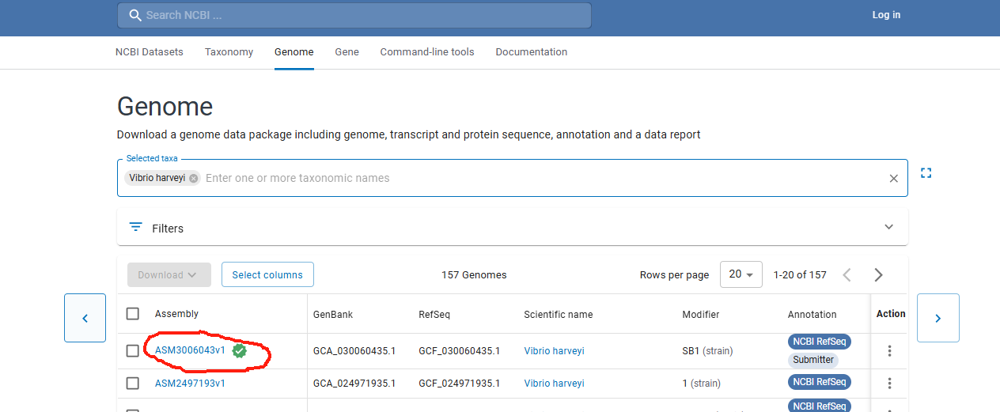 Search NCBI ...
Log in
NCBI Datasets Taxonomy Genome Gene Command-line tools Documentation
Genome
Download a genome data package including genome, transcript and protein sequence, annotation and a data report
Selected taxa
Vibrio harveyi Enter one or more taxonomic names
Filters
Download Select columns 157 Genomes Rows per page 20 1-20 of 157
Assembly GenBank RefSeq Scientific name Modifier Annotation Action
ASM3006043v1 GCA_030060435.1 GCF_030060435.1 Vibrio harveyi SB1 (strain) NCBI RefSeq
Submitter
ASM2497193v1 GCA_024971935.1 GCF_024971935.1 Vibrio harveyi 1 (strain) NCBI RefSeq
NCBI RefSeq